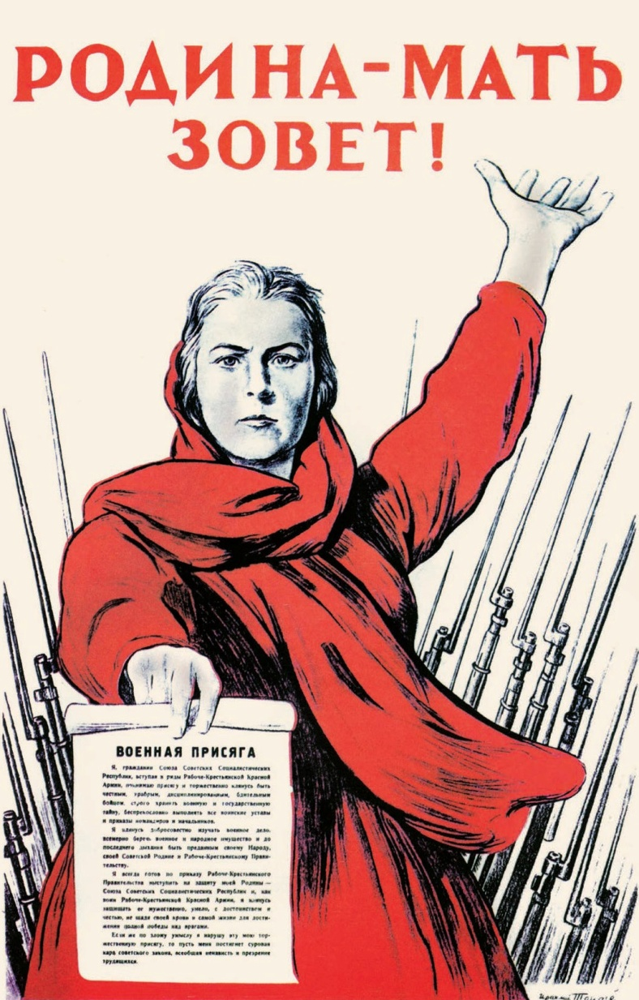 РОДИНА-МАТЬ
ЗОВЕТ!
ВОЕННАЯ ПРИСЯГА
Я, гражданин Союза Советских Социалистических
Республик, вступая в ряды Рабоче-Крестьянской Красной
Армии, принимаю присягу и торжественно клянусь быть
честным, храбрым, дисциплинированным, бдительным
бойцом, строго хранить военную и государственную
тайну, беспрекословно выполнять все воинские уставы
и приказы командиров и начальников.
Я клянусь добросовестно изучать военное дело,
всемерно беречь военное и народное имущество и до
последнего дыхания быть преданным своему Народу,
своей Советской Родине и Рабоче-Крестьянскому Прави-
тельству.
Я всегда готов по приказу Рабоче-Крестьянского
Правительства выступить на защиту моей Родины —
Союза Советских Социалистических Республик и, как
воин Рабоче-Крестьянской Красной Армии, я клянусь
защищать ее мужественно, умело, с достоинством и
честью, не щадя своей крови и самой жизни для дости-
жения полной победы над врагами.
Если же по злому умыслу я нарушу эту мою тор-
жественную присягу, то пусть меня постигнет суровая
кара советского закона, всеобщая ненависть и презрение
трудящихся.